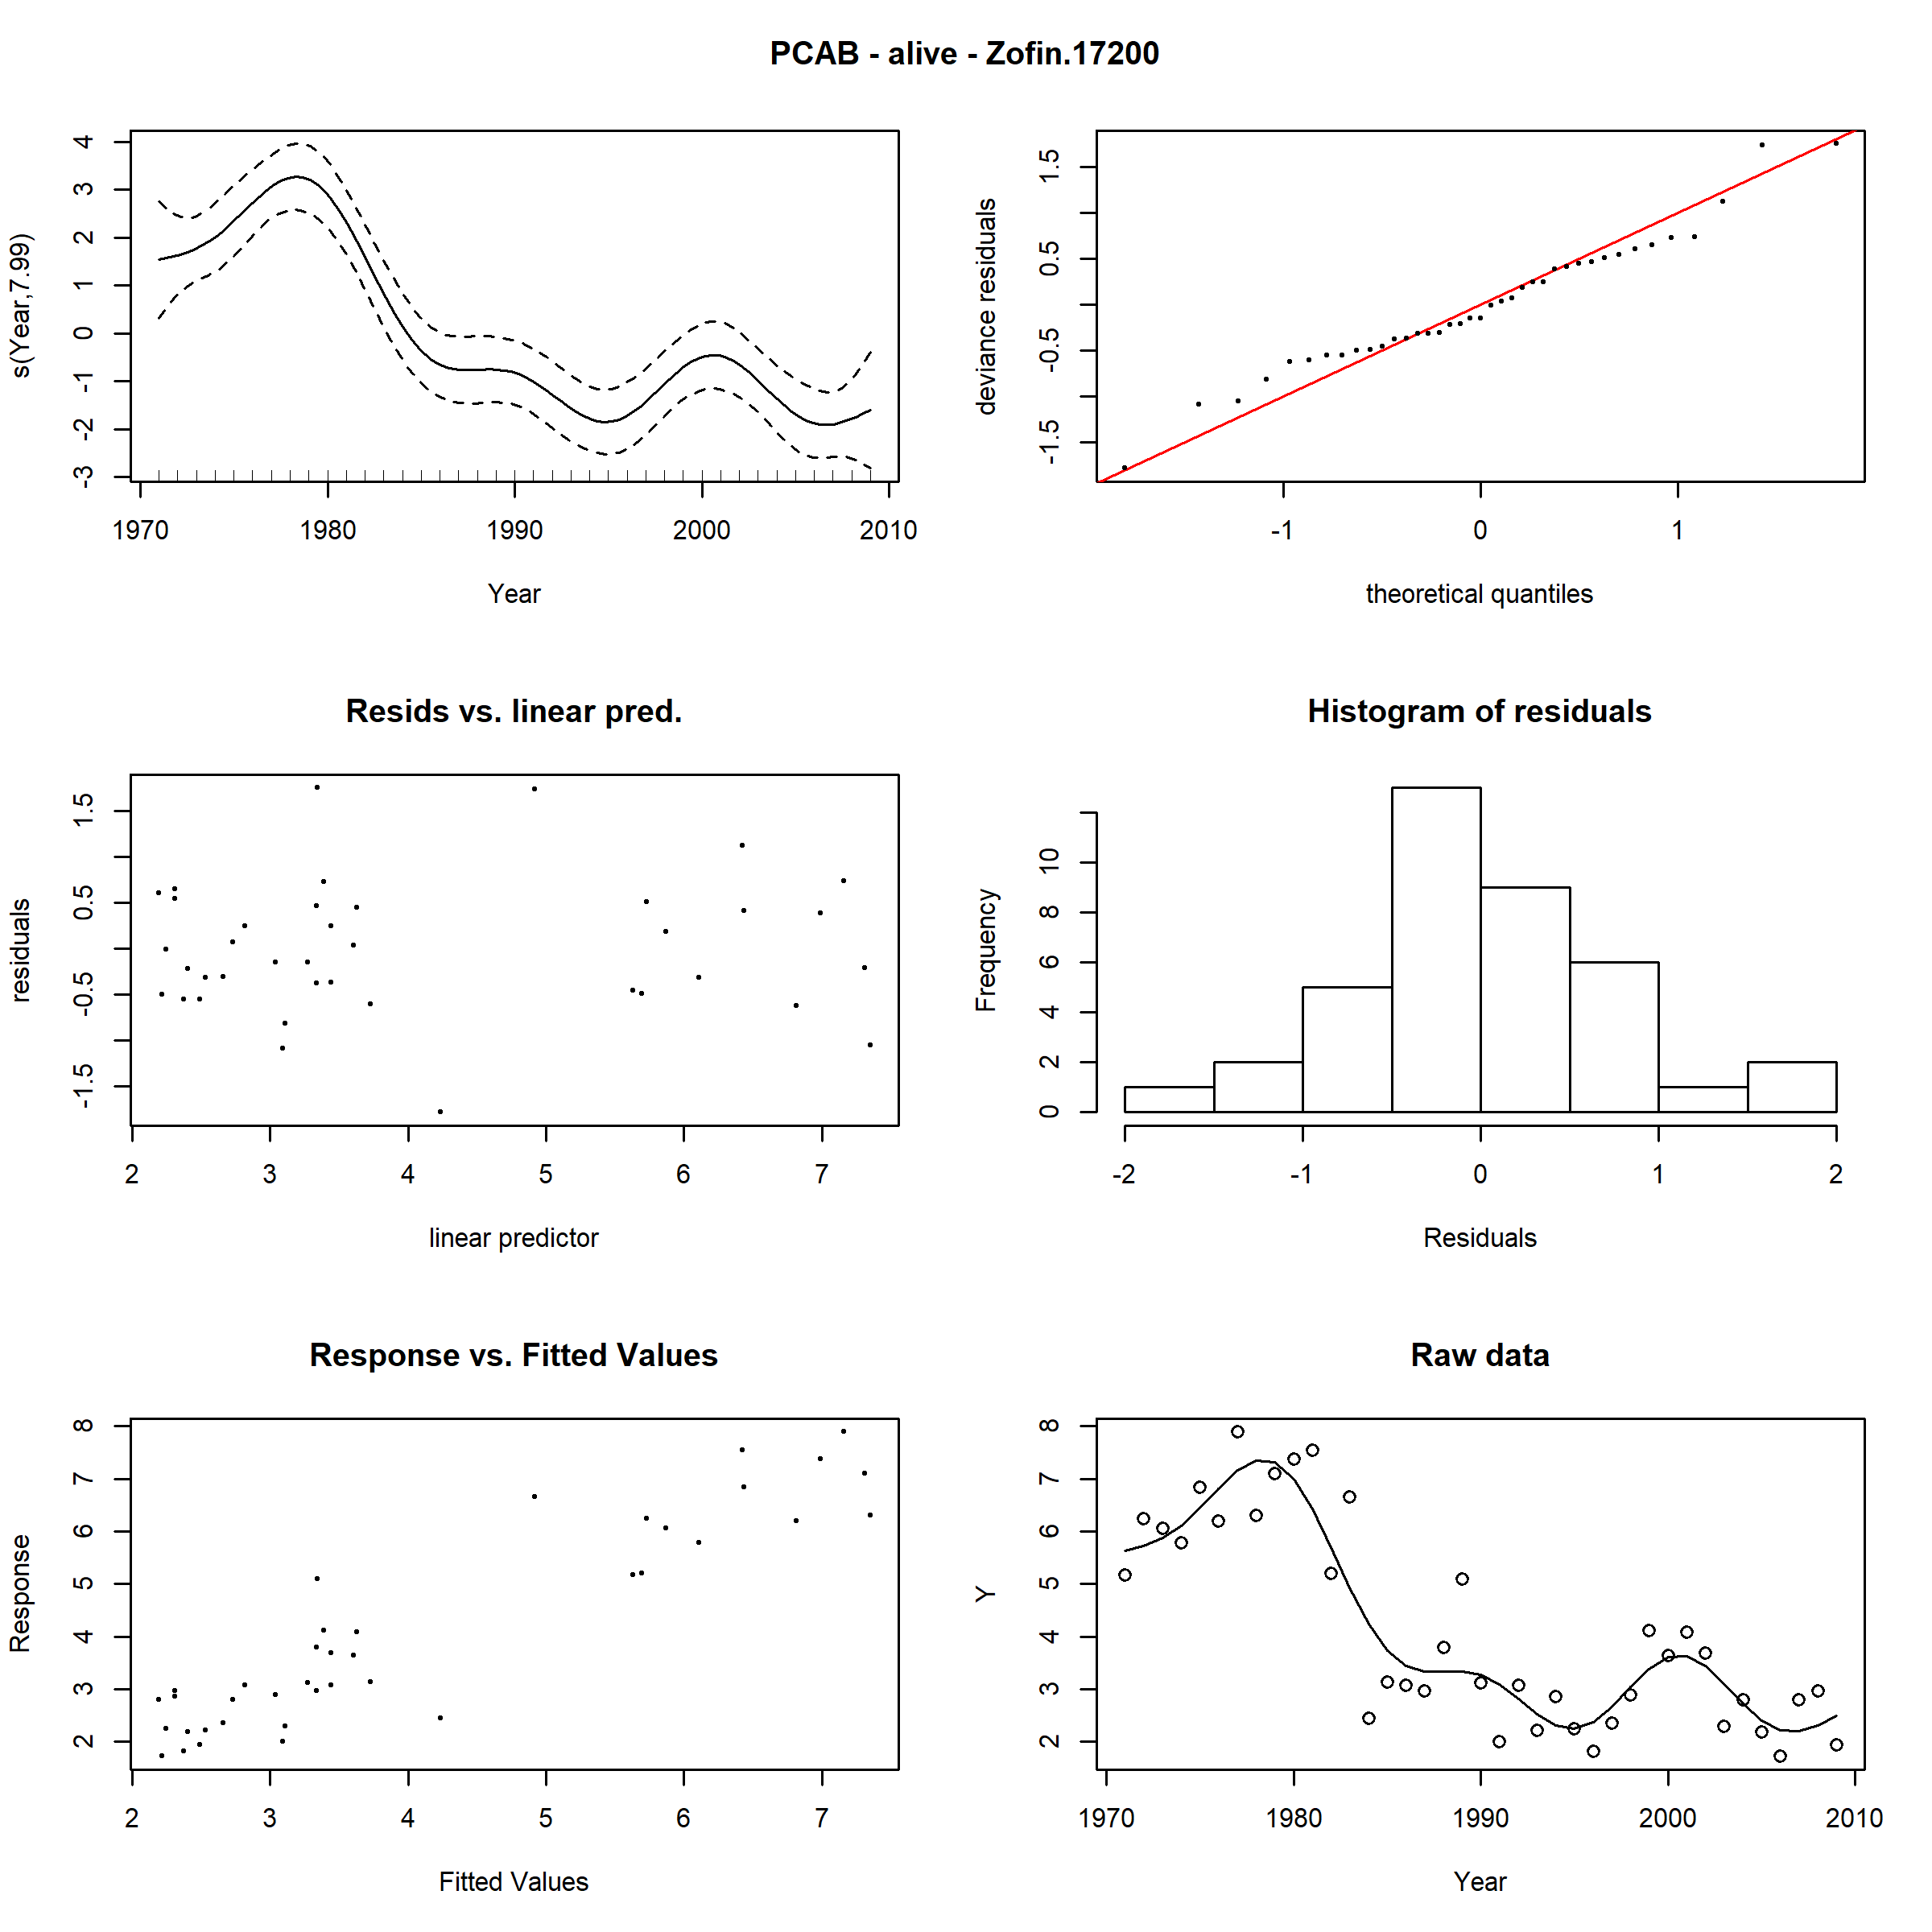 PCAB - alive - Zofin.17200
s(Year,7.99)
-3 -2 -1 0 1 2 3 4
1970 1980 1990 2000 2010
Year
deviance residuals
-1.5 -0.5 0.5 1.5
-1 0 1
theoretical quantiles
Resids vs. linear pred.
residuals
-1.5 -0.5 0.5 1.5
2 3 4 5 6 7
linear predictor
Histogram of residuals
Frequency
0 2 4 6 8 10
-2 -1 0 1 2
Residuals
Response vs. Fitted Values
Response
2 3 4 5 6 7 8
2 3 4 5 6 7
Fitted Values
Raw data
Y
2 3 4 5 6 7 8
1970 1980 1990 2000 2010
Year